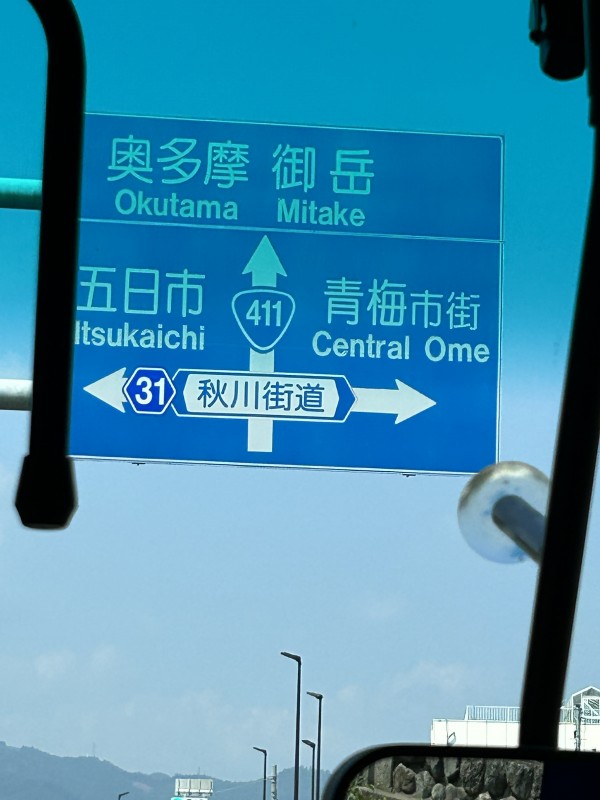 奥多摩 御岳
Okutama Mitake
五日市
Itsukaichi
411
青梅市街
Central Ome
31 秋川街道